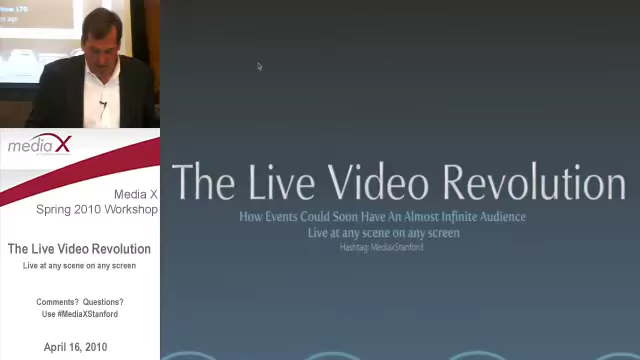 media X
Media X
Spring 2010 Workshop
The Live Video Revolution
Live at any scene on any screen
Comments? Questions?
Use #MediaXStanford
April 16, 2010
The Live Video Revolution
How Events Could Soon Have An Almost Infinite Audience
Live at any scene on any screen
Hashtag: MediaxStanford